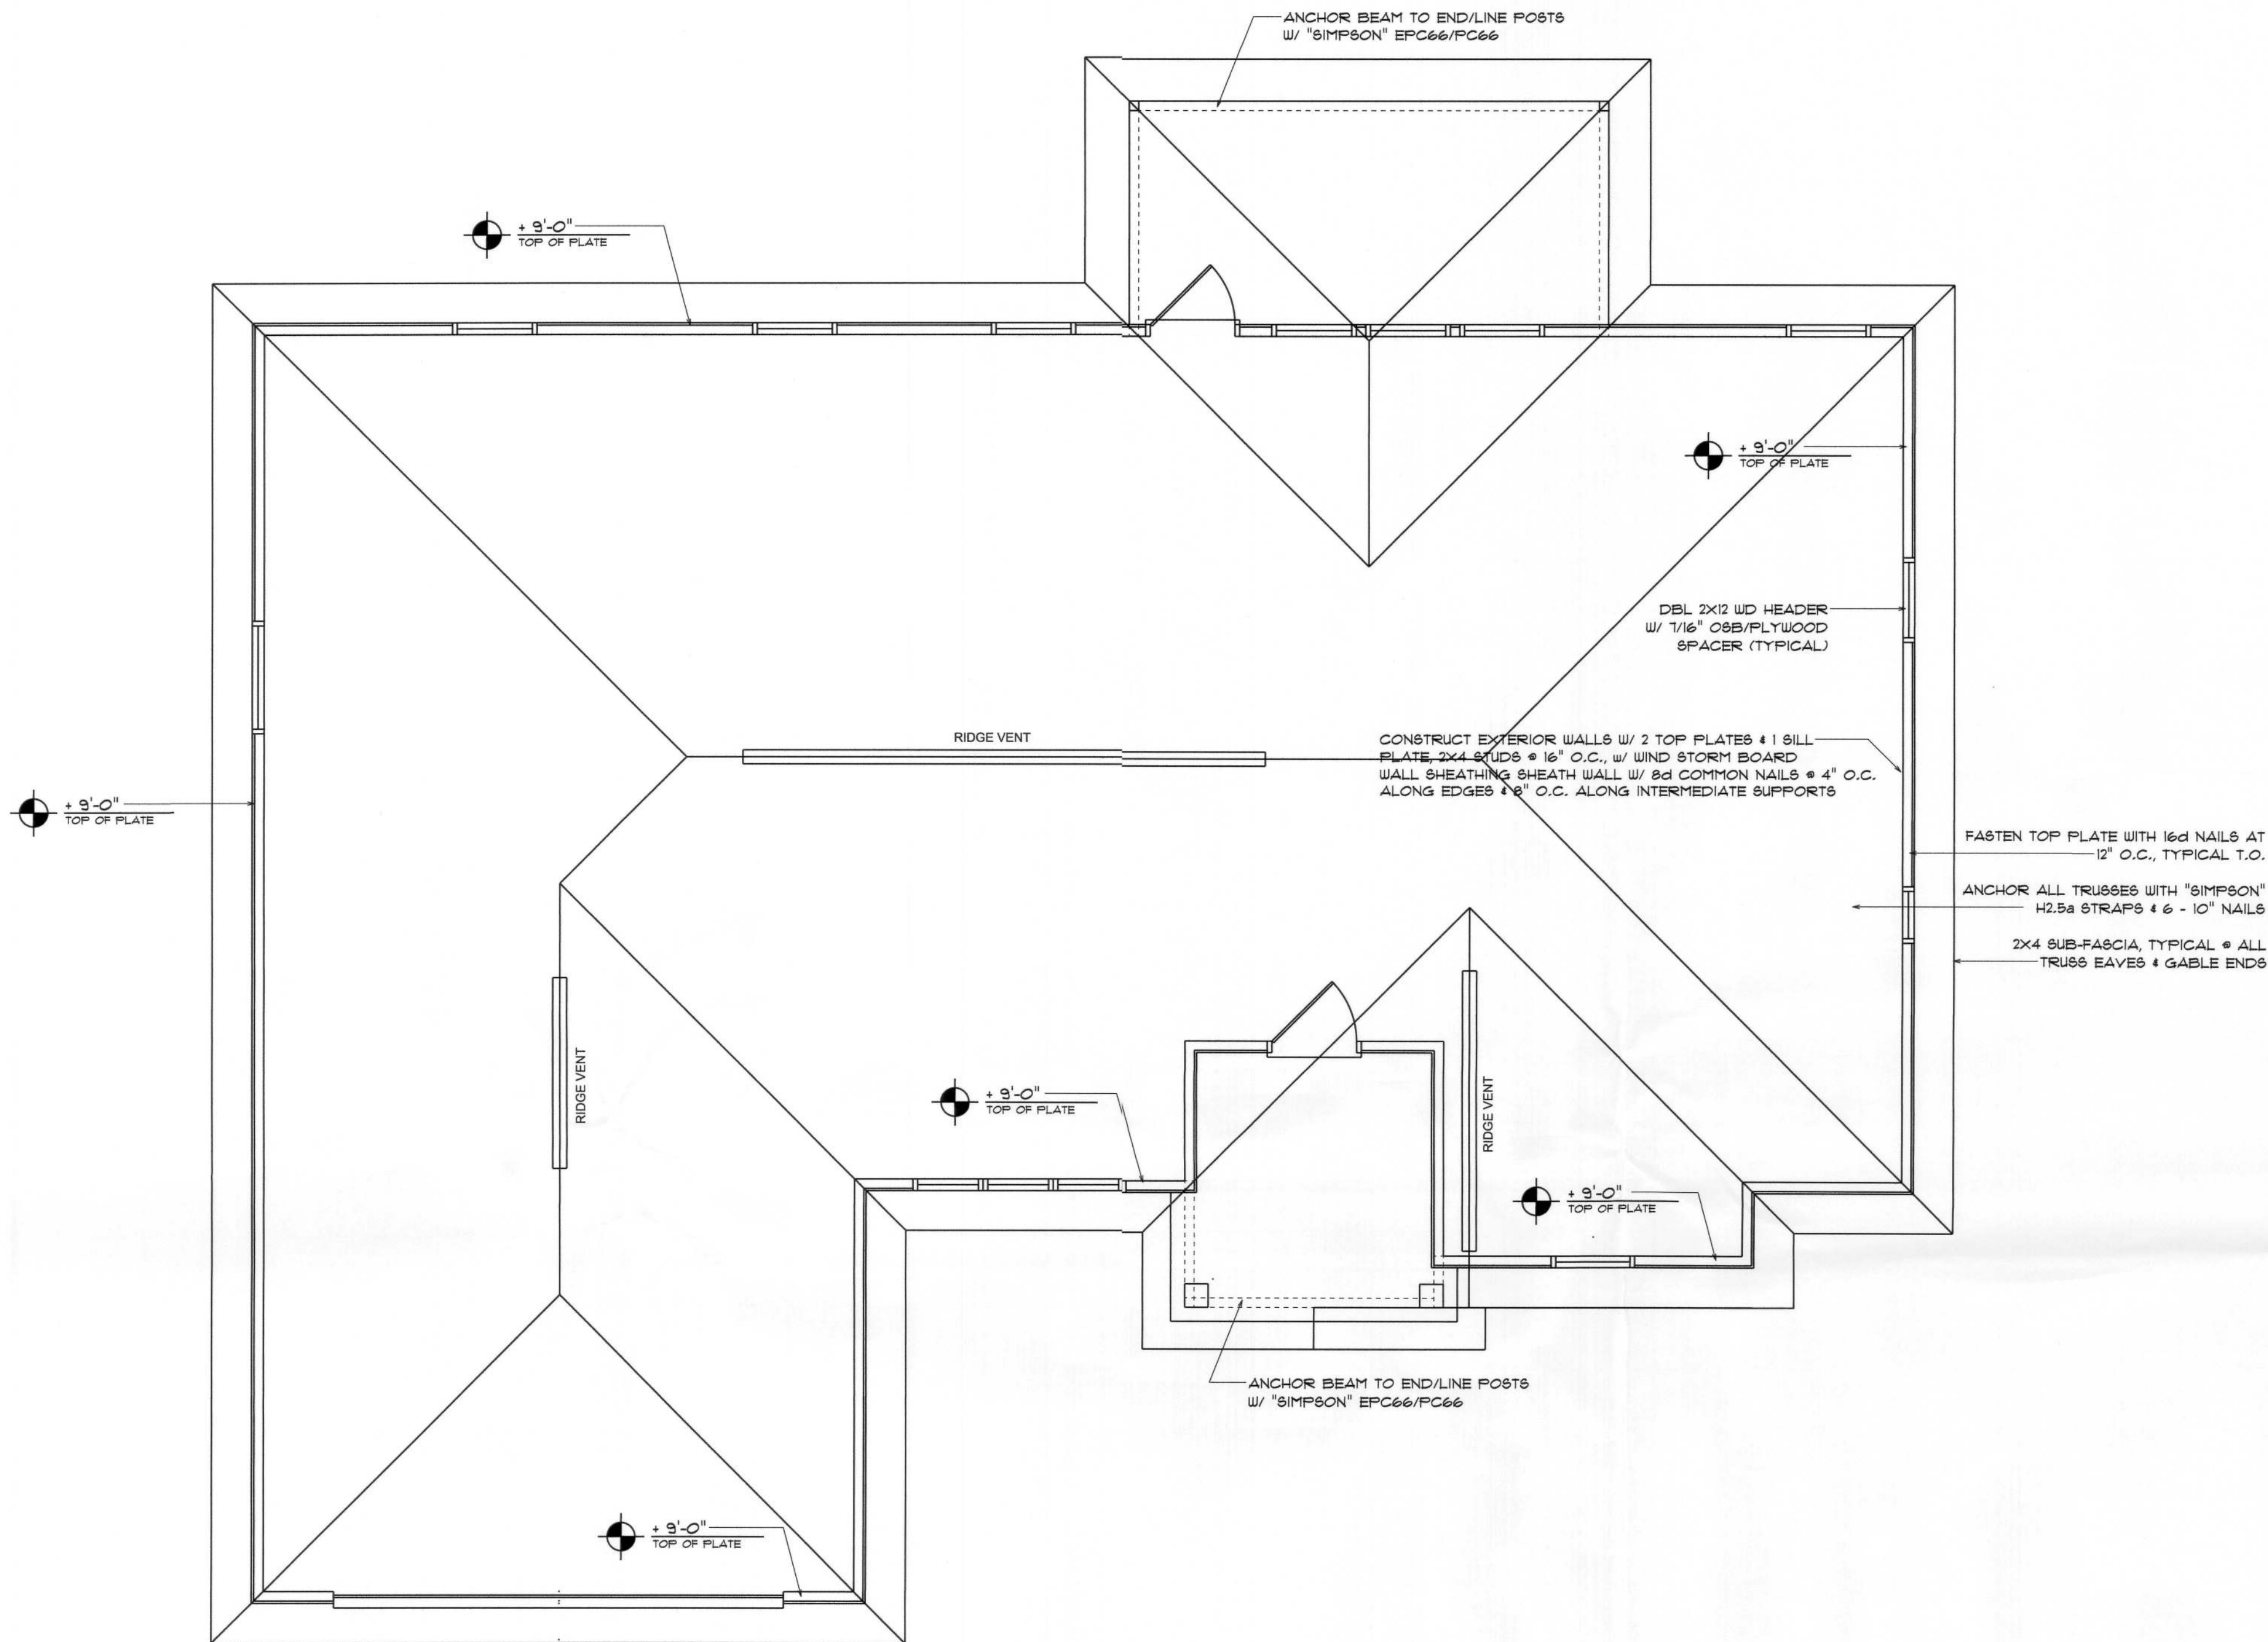 ANCHOR BEAM TO END/LINE POSTS
W/ "SIMPSON" EPC66/PC66
+ 9'-0"
TOP OF PLATE
+ 9'-0"
TOP OF PLATE
DBL 2X12 WD HEADER
W/ 7/16" OSB/PLYWOOD
SPACER (TYPICAL)
RIDGE VENT
CONSTRUCT EXTERIOR WALLS W/ 2 TOP PLATES & 1 SILL
PLATE, 2X4 STUDS @ 16" O.C., W/ WIND STORM BOARD
WALL SHEATHING SHEATH WALL W/ 8d COMMON NAILS @ 4" O.C.
ALONG EDGES & 8" O.C. ALONG INTERMEDIATE SUPPORTS
+ 9'-0"
TOP OF PLATE
FASTEN TOP PLATE WITH 16d NAILS AT
12" O.C., TYPICAL T.O.
ANCHOR ALL TRUSSES WITH "SIMPSON"
H2.5a STRAPS & 6 - 10" NAILS
2X4 SUB-FASCIA, TYPICAL @ ALL
TRUSS EAVES & GABLE ENDS
RIDGE VENT
+ 9'-0"
TOP OF PLATE
RIDGE VENT
+ 9'-0"
TOP OF PLATE
ANCHOR BEAM TO END/LINE POSTS
W/ "SIMPSON" EPC66/PC66
+ 9'-0"
TOP OF PLATE